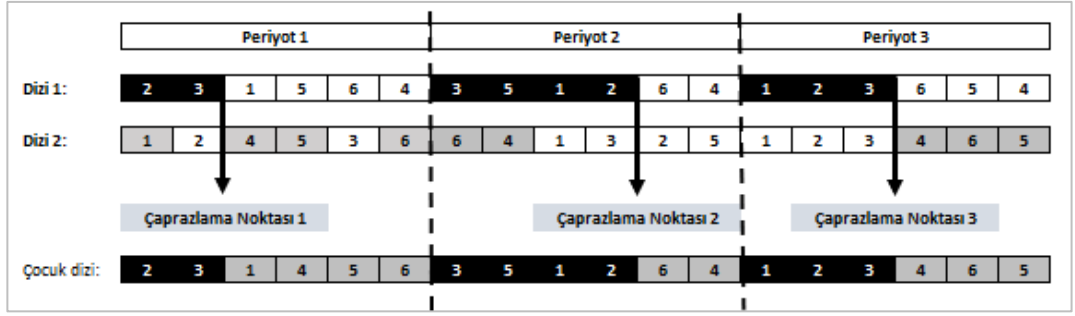 Periyot 1 Periyot 2 Periyot 3
Dizi 1: 2 3 1 5 6 4 3 5 1 2 6 4 1 2 3 6 5 4
Dizi 2: 1 2 4 5 3 6 6 4 1 3 2 5 1 2 3 4 6 5
Çaprazlama Noktası 1 Çaprazlama Noktası 2 Çaprazlama Noktası 3
Çocuk dizi: 2 3 1 4 5 6 3 5 1 2 6 4 1 2 3 4 6 5